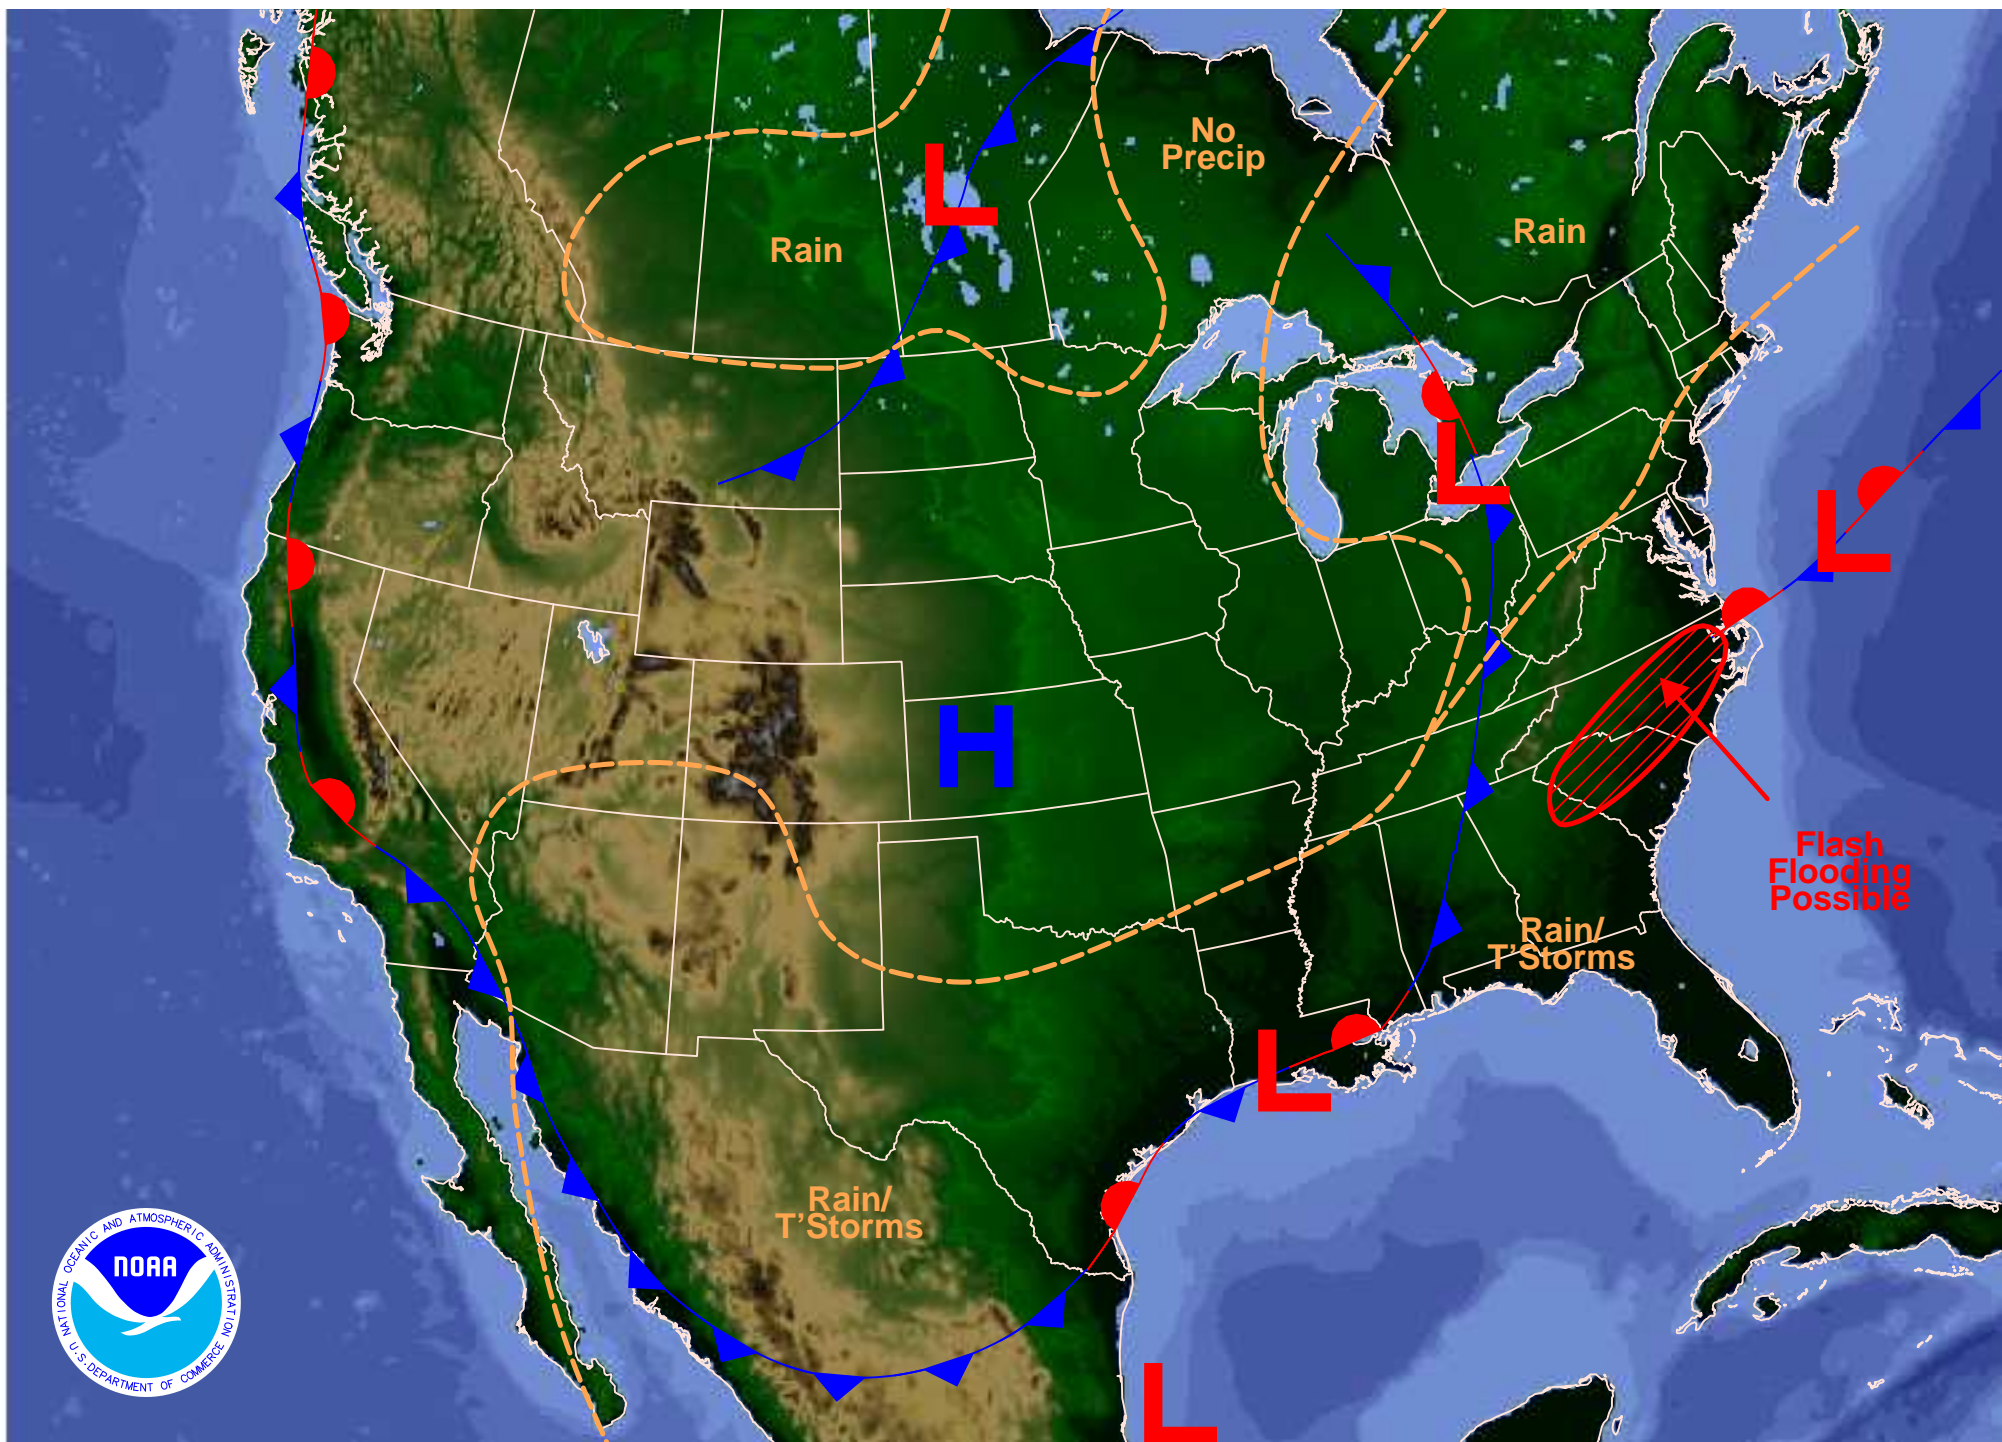 No
Precip
Rain
Rain
L
L
L
H
Flash
Flooding
Possible
Rain/
T'Storms
L
Rain/
T'Storms
L
NATIONAL OCEANIC AND ATMOSPHERIC ADMINISTRATION
NOAA
U.S. DEPARTMENT OF COMMERCE